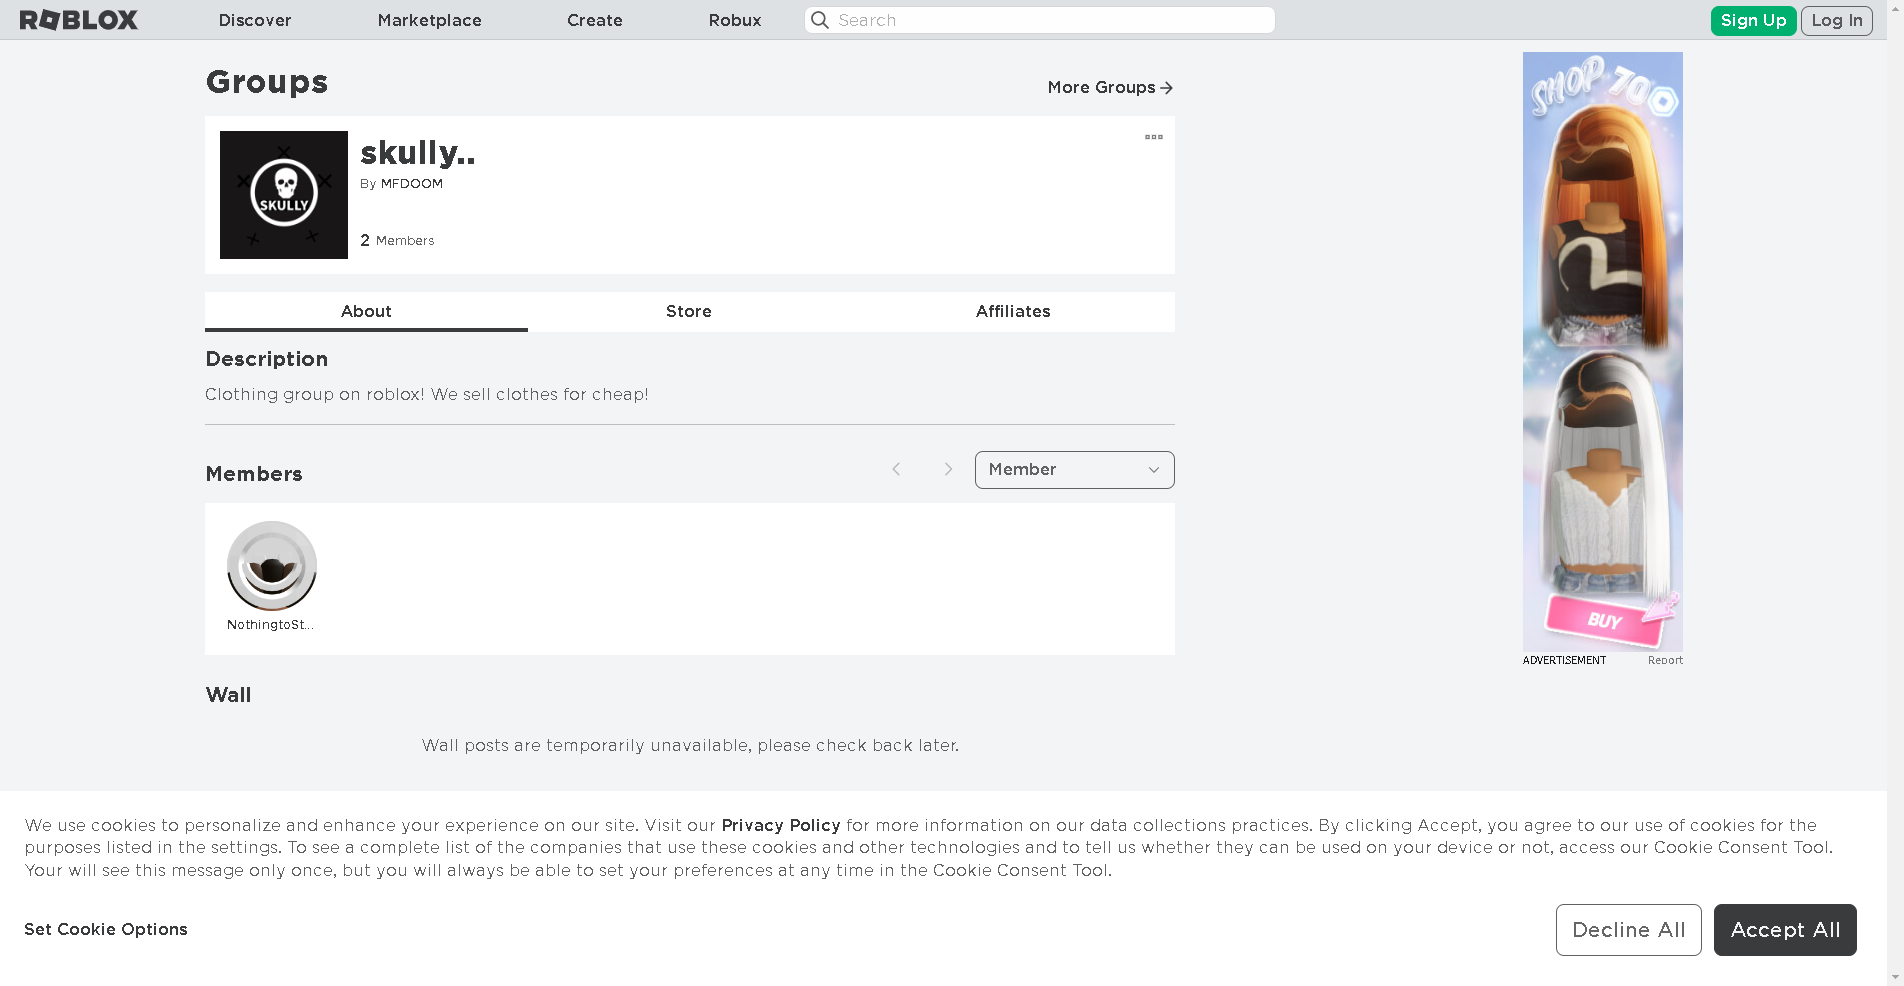 ROBLOX Discover Marketplace Create Robux Search Sign Up Log In
Groups
More Groups
skully..
By MFDOOM
2 Members
SKULLY
About Store Affiliates
Description
Clothing group on roblox! We sell clothes for cheap!
Members
Member
NothingtoSt...
Wall
Wall posts are temporarily unavailable, please check back later.
SHOP 70
BUY
ADVERTISEMENT Report
We use cookies to personalize and enhance your experience on our site. Visit our Privacy Policy for more information on our data collections practices. By clicking Accept, you agree to our use of cookies for the
purposes listed in the settings. To see a complete list of the companies that use these cookies and other technologies and to tell us whether they can be used on your device or not, access our Cookie Consent Tool.
Your will see this message only once, but you will always be able to set your preferences at any time in the Cookie Consent Tool.
Set Cookie Options
Decline All
Accept All